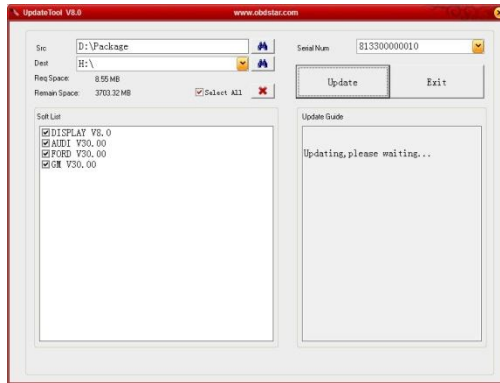 UpdateTool V8.0 www.obdstar.com
Src D:\Package
Dest H:\
Req Space: 8.55 MB
Remain Space: 3703.32 MB Select All
Serial Num 813300000010
Update Exit
Soft List
DISPLAY V8.0
AUDI V30.00
FORD V30.00
GM V30.00
Update Guide
Updating,please waiting...